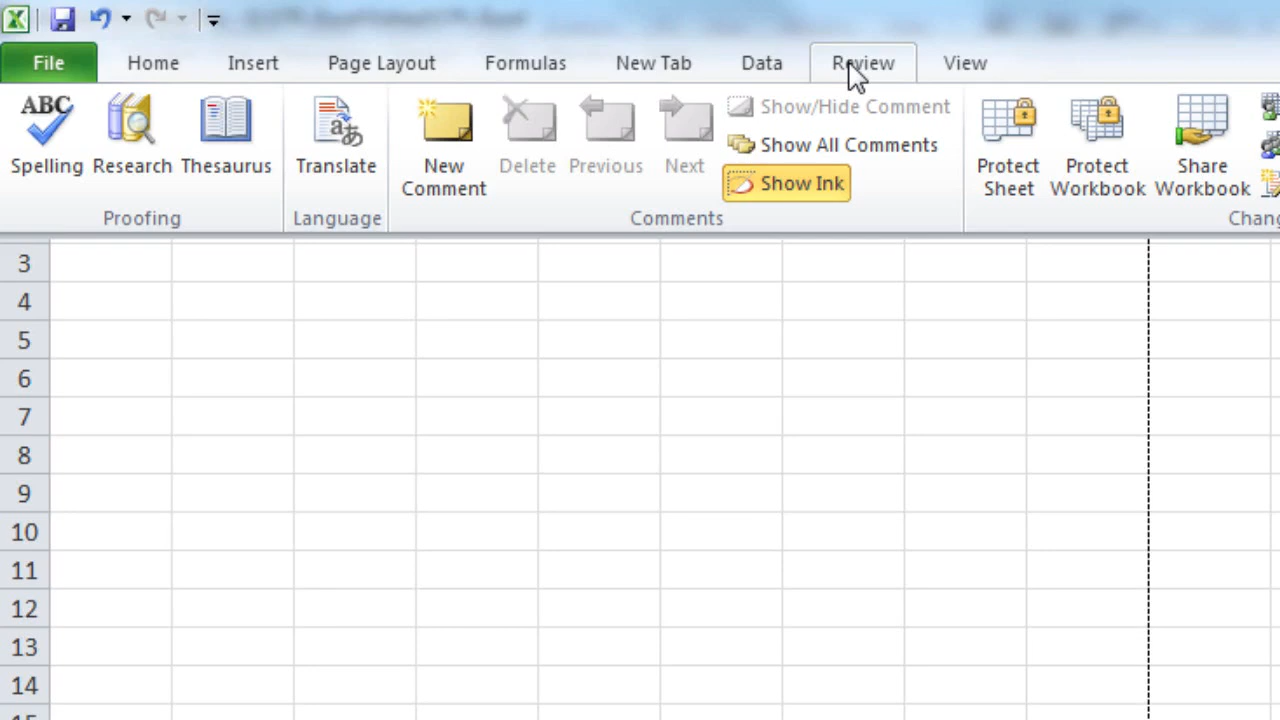 File Home Insert Page Layout Formulas New Tab Data Review View
ABC
Spelling Research Thesaurus
Proofing
Translate
Language
New Comment
Delete Previous Next
Show/Hide Comment
Show All Comments
Show Ink
Comments
Protect Sheet
Protect Workbook
Share Workbook
Chang
3
4
5
6
7
8
9
10
11
12
13
14